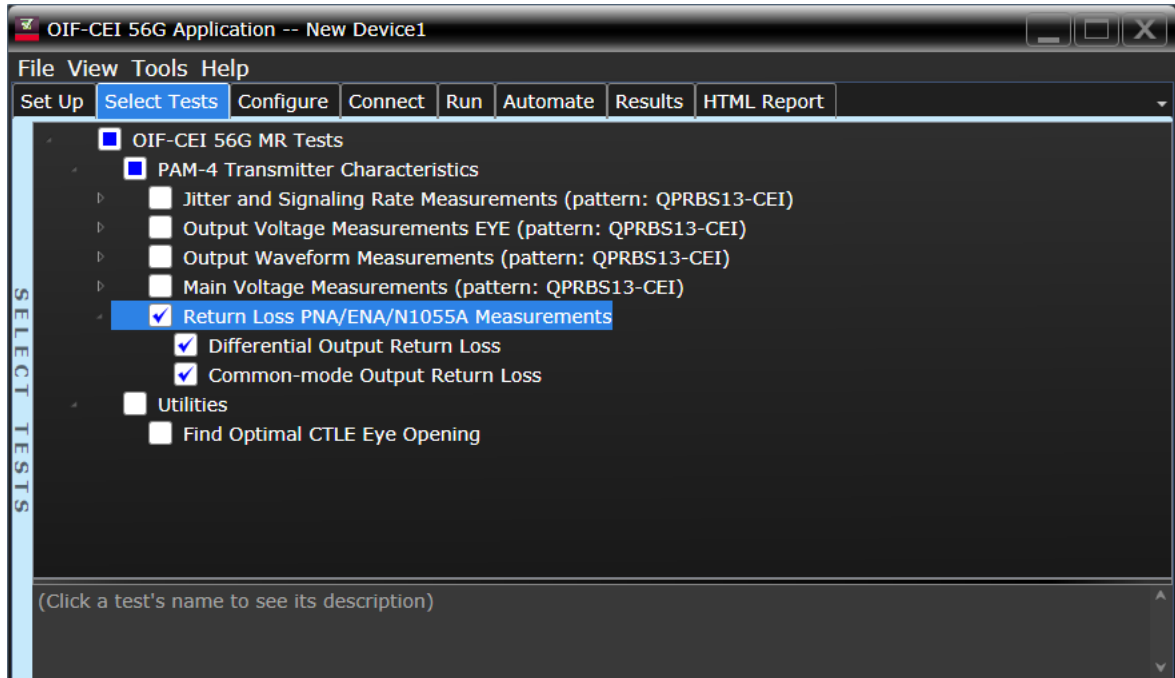 OIF-CEI 56G Application -- New Device1
File View Tools Help
Set Up Select Tests Configure Connect Run Automate Results HTML Report
SELECT TESTS
OIF-CEI 56G MR Tests
PAM-4 Transmitter Characteristics
Jitter and Signaling Rate Measurements (pattern: QPRBS13-CEI)
Output Voltage Measurements EYE (pattern: QPRBS13-CEI)
Output Waveform Measurements (pattern: QPRBS13-CEI)
Main Voltage Measurements (pattern: QPRBS13-CEI)
Return Loss PNA/ENA/N1055A Measurements
Differential Output Return Loss
Common-mode Output Return Loss
Utilities
Find Optimal CTLE Eye Opening
(Click a test's name to see its description)